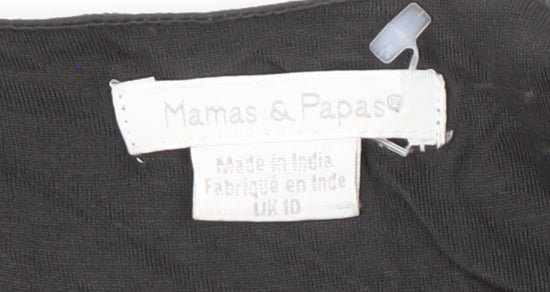 Mamas & Papas®
Made in India
Fabriqué en Inde
UK 10